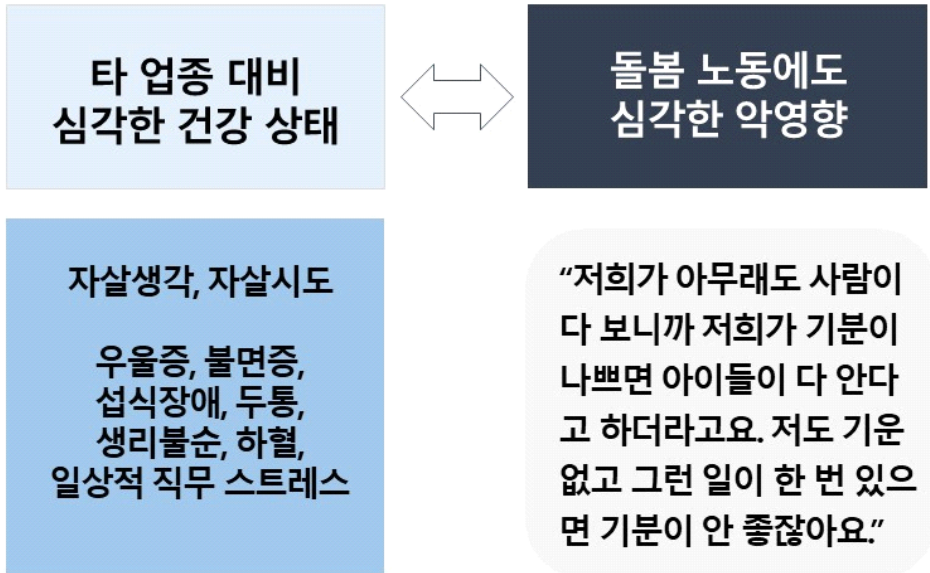 타 업종 대비
심각한 건강 상태
돌봄 노동에도
심각한 악영향
자살생각, 자살시도
우울증, 불면증,
섭식장애, 두통,
생리불순, 하혈,
일상적 직무 스트레스
“저희가 아무래도 사람이
다 보니까 저희가 기분이
나쁘면 아이들이 다 안다
고 하더라고요. 저도 기운
없고 그런 일이 한 번 있으
면 기분이 안 좋잖아요.”